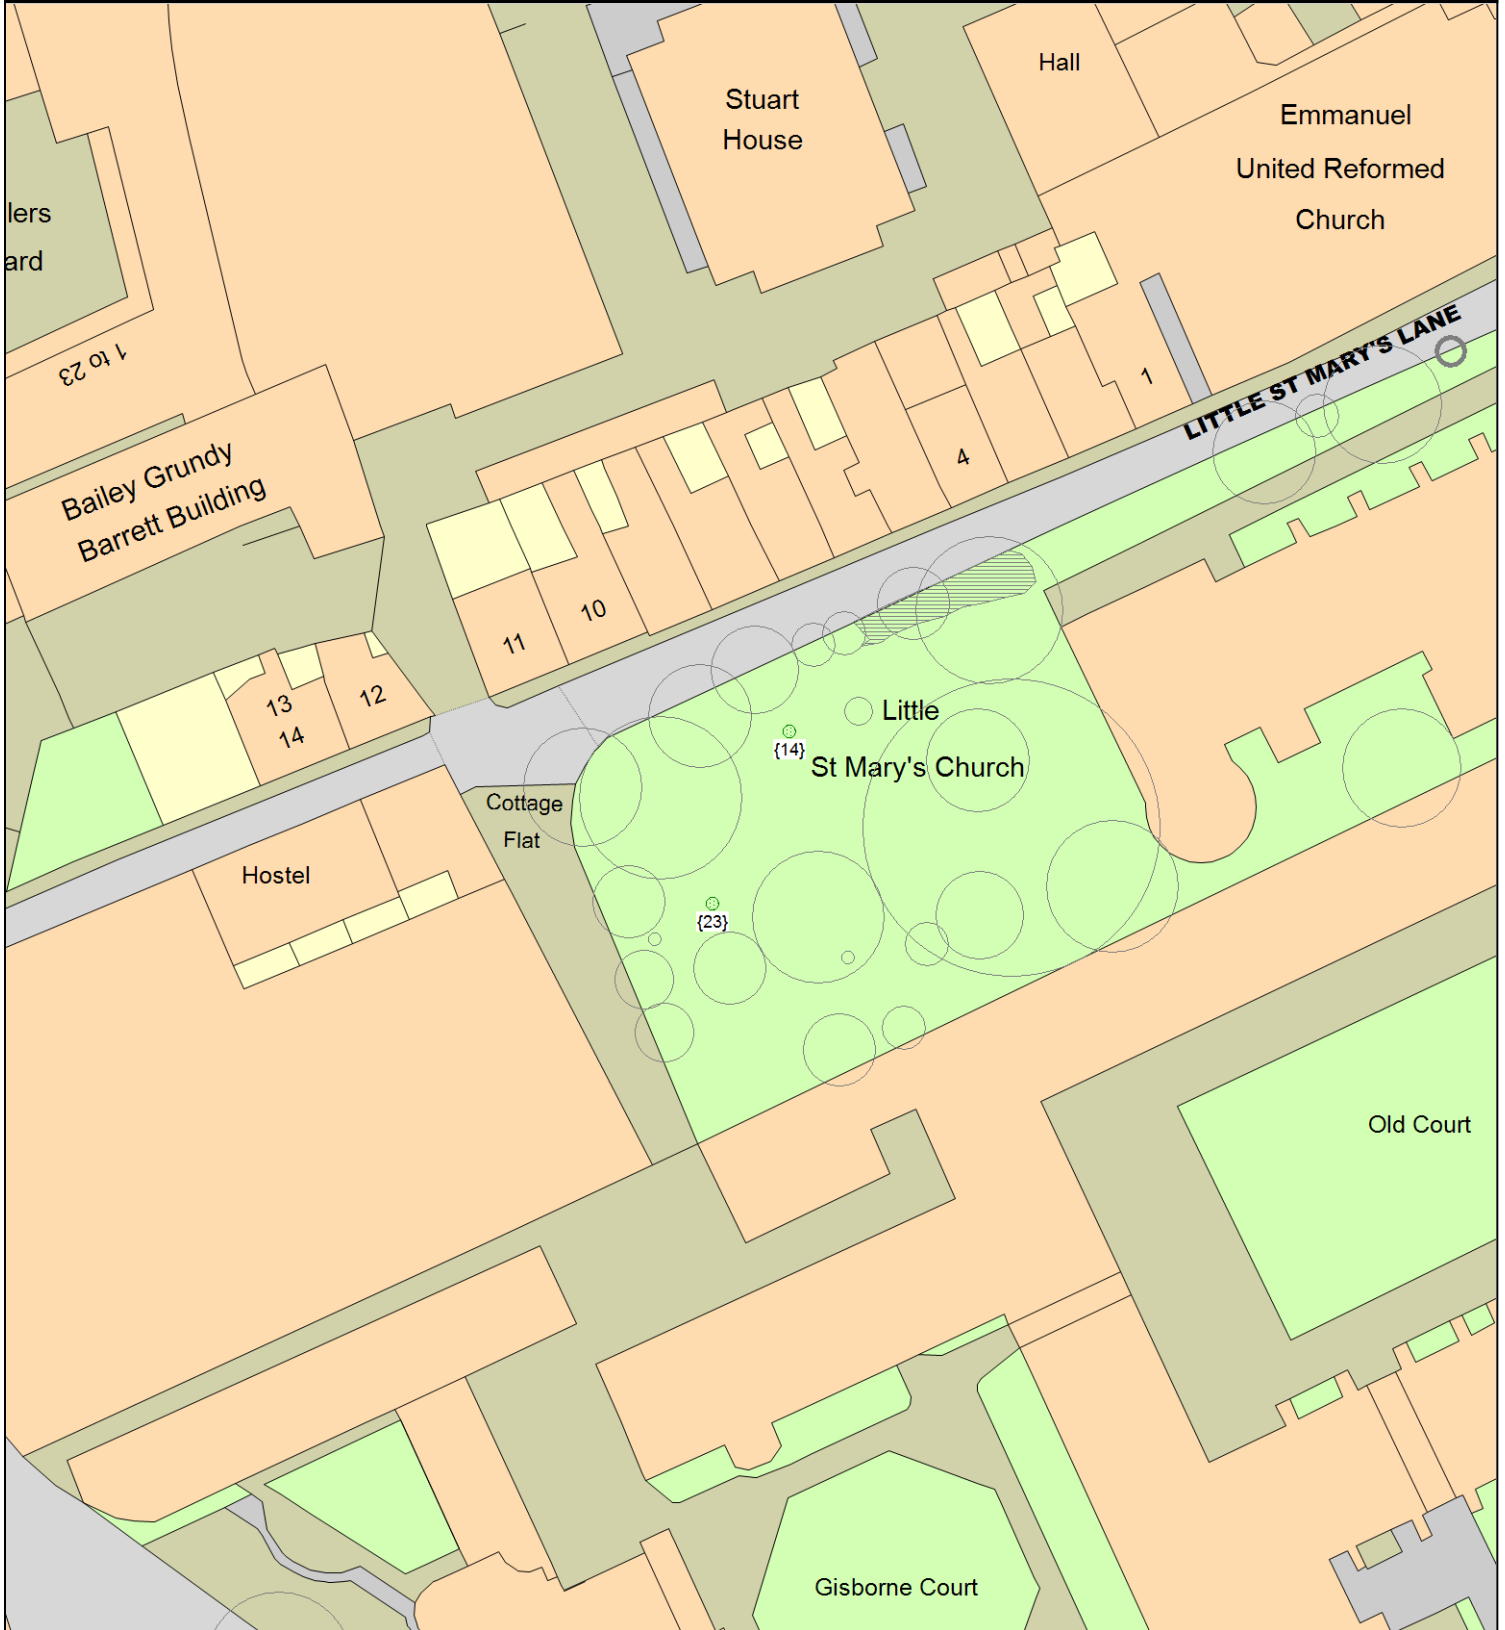 Hall
Stuart
House
Emmanuel
United Reformed
Church
lers
ard
1 to 23
LITTLE ST MARY'S LANE
1
4
Bailey Grundy
Barrett Building
10
11
12
13
14
Little
{14}
St Mary's Church
Cottage
Flat
Hostel
{23}
Old Court
Gisborne Court